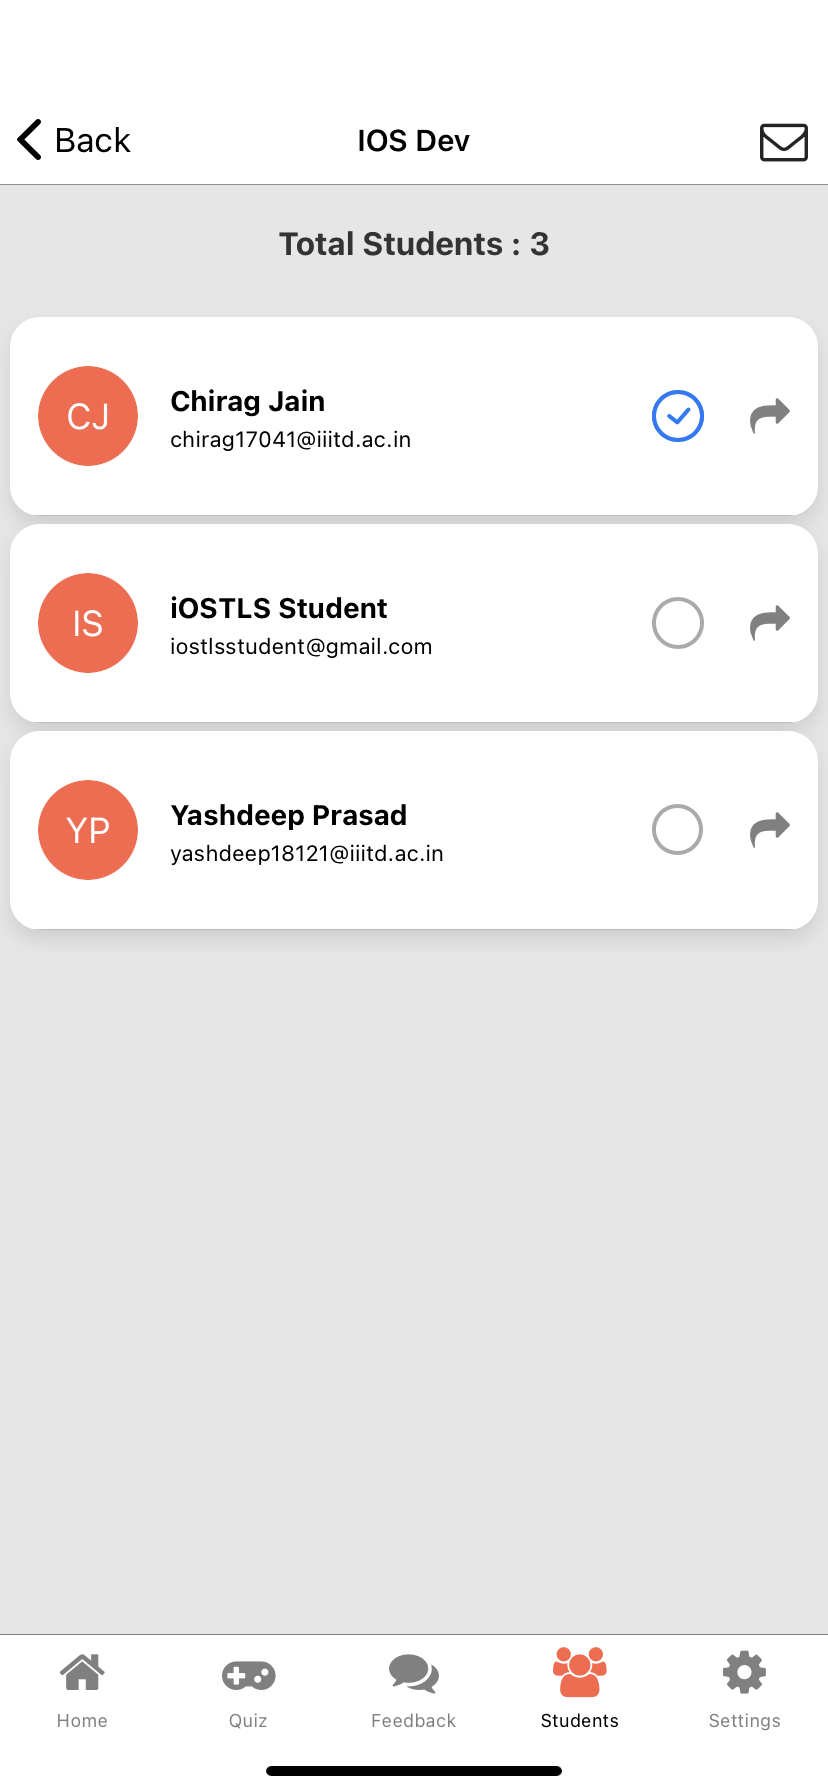 Back IOS Dev
Total Students : 3
CJ
Chirag Jain
chirag17041@iiitd.ac.in
IS
iOSTLS Student
iostlsstudent@gmail.com
YP
Yashdeep Prasad
yashdeep18121@iiitd.ac.in
Home Quiz Feedback Students Settings